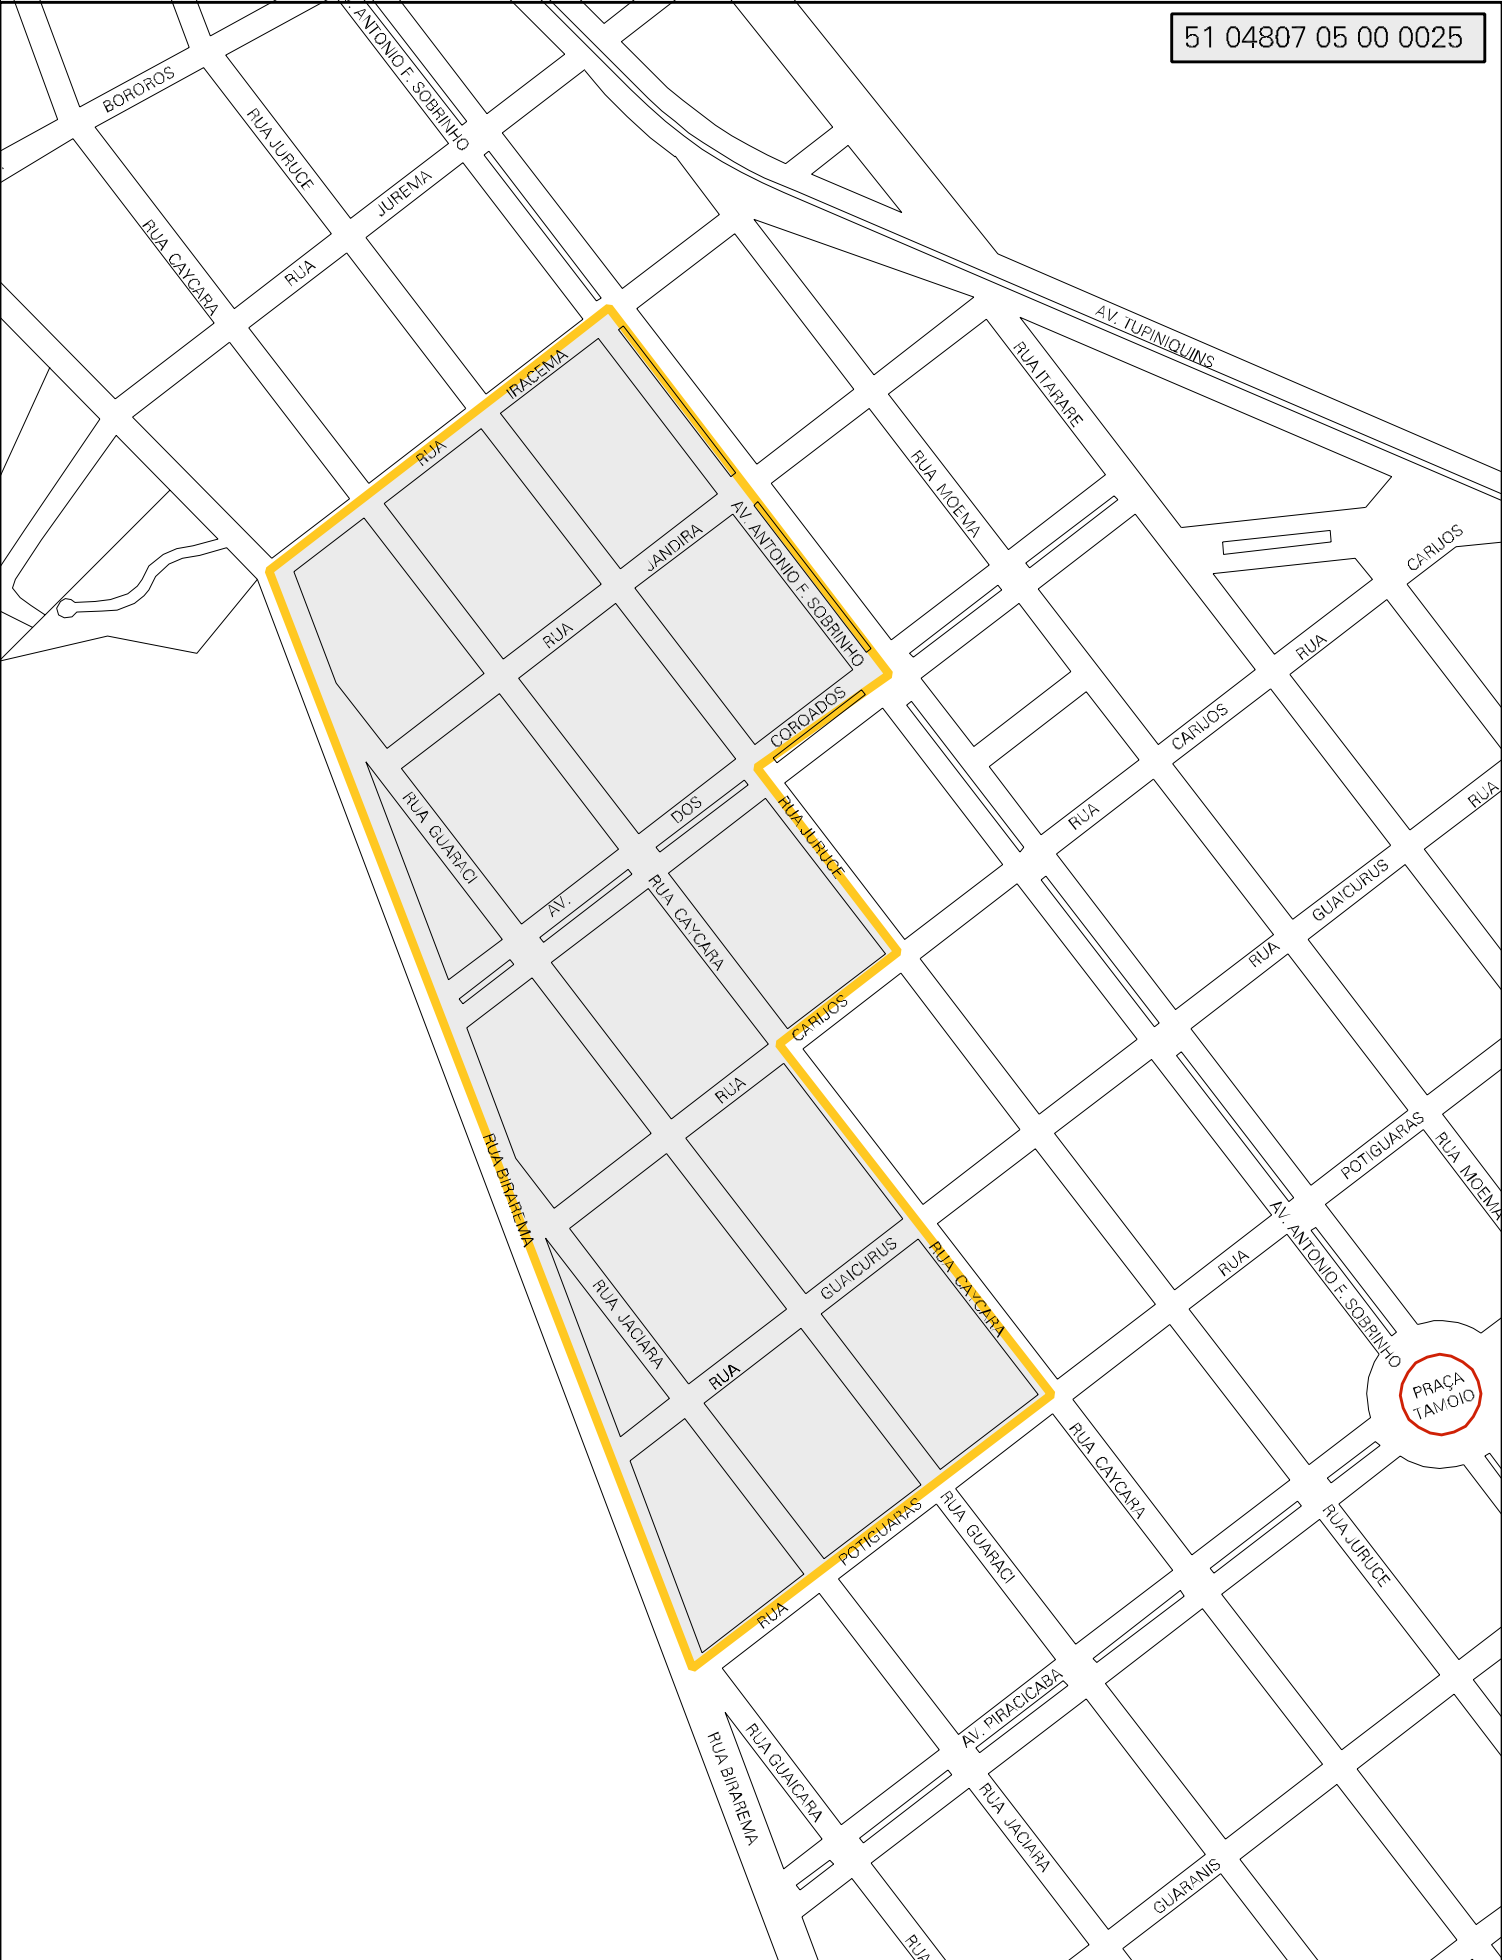 51 04807 05 00 0025
ANTONIO F. SOBRINHO
BOROROS
RUA JURUCE
JUREMA
RUA CAYCARA
RUA
AV. TUPINIQUINS
RUA ITARARE
IRACEMA
RUA
RUA MOEMA
AV. ANTONIO F. SOBRINHO
JANDIRA
RUA
CARIJOS
RUA
COROADOS
CARIJOS
RUA
RUA
DOS
AV.
RUA GUARACI
RUA JURUCE
RUA CAYCARA
GUAICURUS
RUA
CARIJOS
RUA
POTIGUARAS
RUA MOEMA
RUA BIRAREMA
AV. ANTONIO F. SOBRINHO
RUA
GUAICURUS
RUA
RUA CAYCARA
RUA JACIARA
PRAÇA
TAMOIO
RUA CAYCARA
RUA GUARACI
POTIGUARAS
RUA
RUA JURUCE
AV. PIRACICABA
RUA BIRAREMA
RUA GUAICARA
RUA JACIARA
GUARANIS
RUA